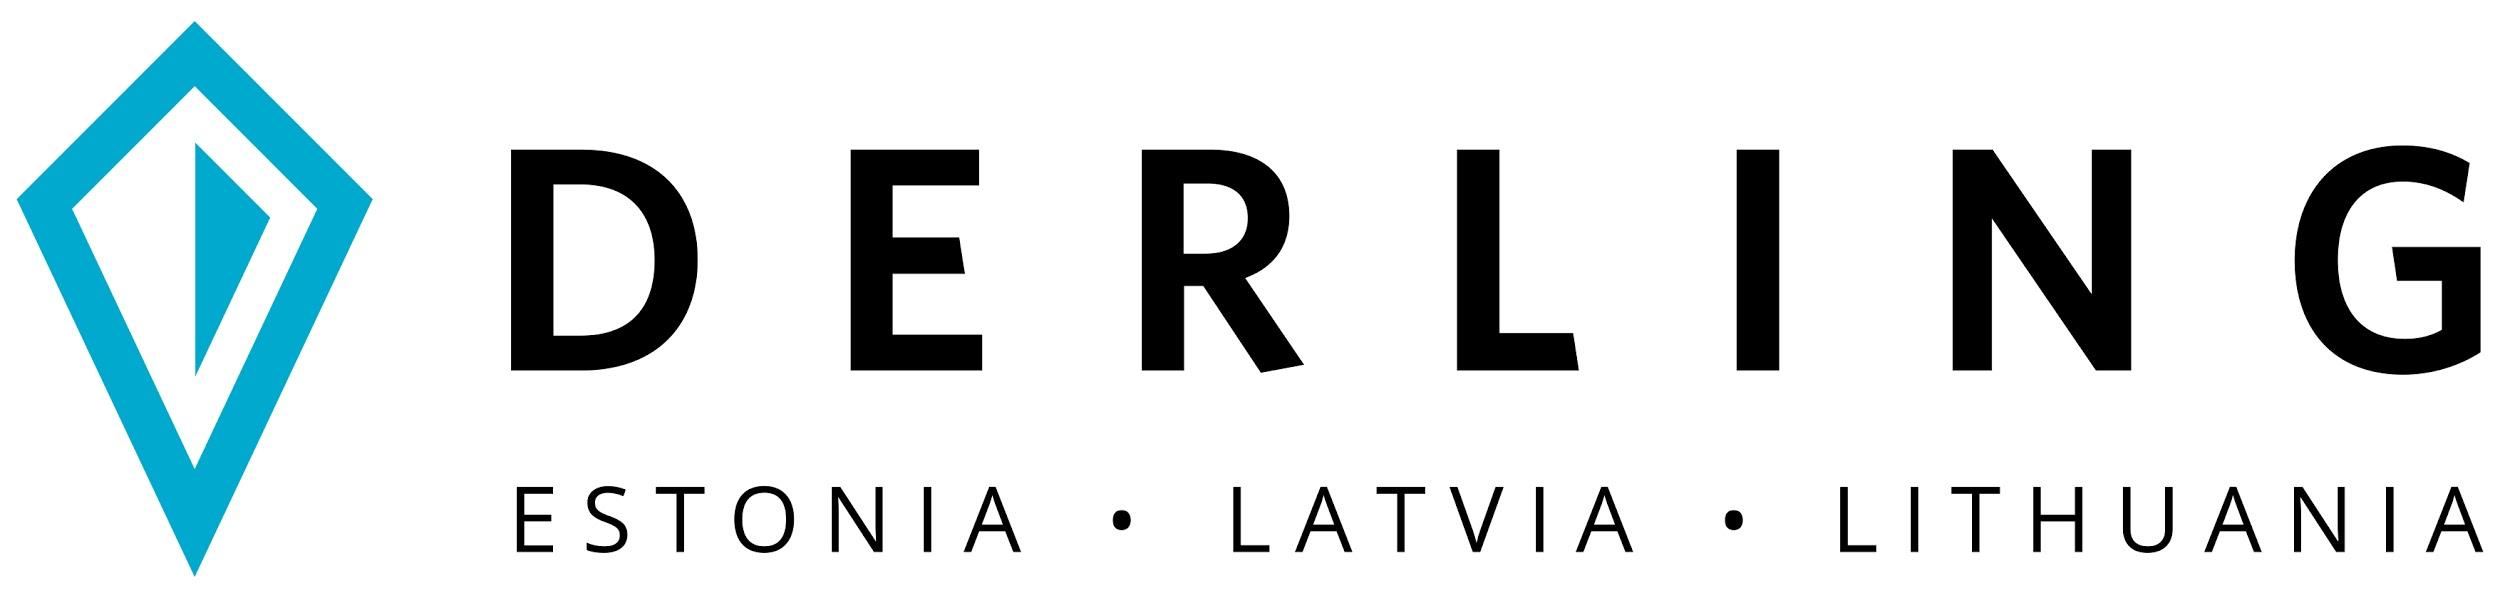 DERLING
ESTONIA • LATVIA • LITHUANIA